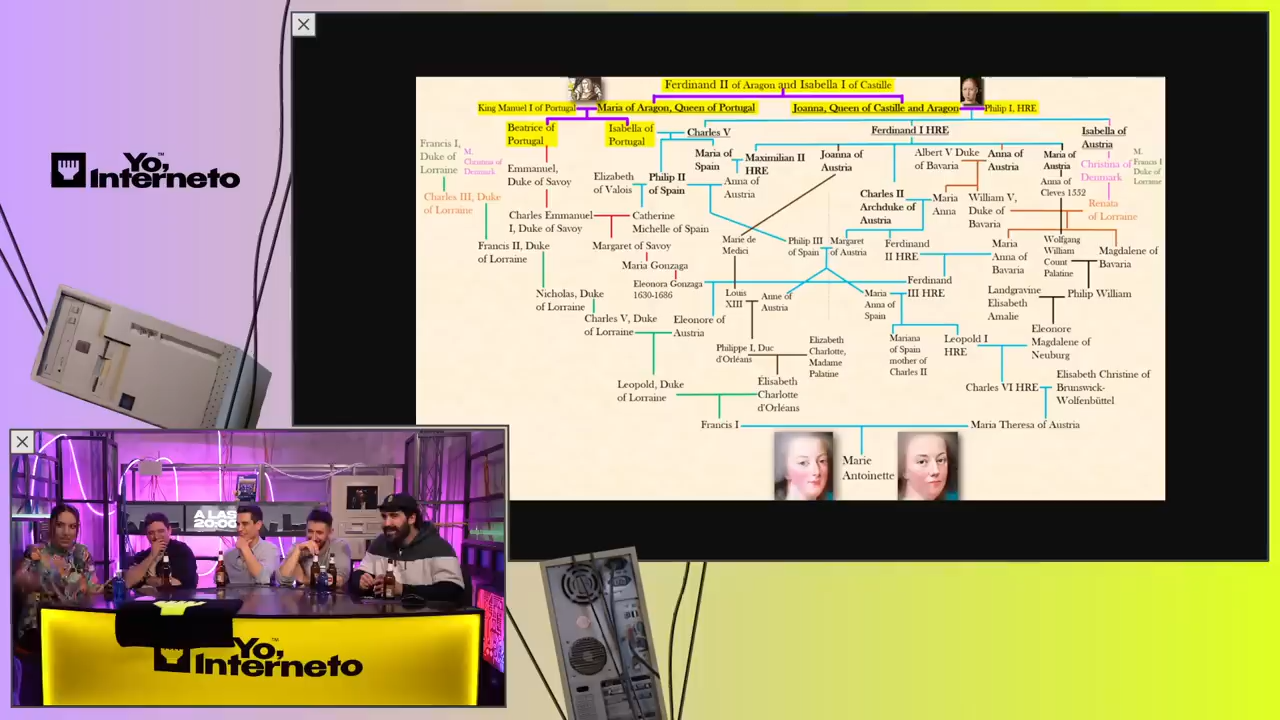 Yo,
Interneto
Ferdinand II of Aragon and Isabella I of Castille
King Manuel I of Portugal
Maria of Aragon, Queen of Portugal
Joanna, Queen of Castille and Aragon
Philip I, HRE
Beatrice of
Portugal
Isabella of
Portugal
Charles V
Ferdinand I HRE
Isabella of
Austria
Francis I,
Duke of
Lorraine
M.
Christina of
Denmark
Maria of
Spain
Maximilian II
HRE
Joanna of
Austria
Albert V Duke
of Bavaria
Anna of
Austria
Maria of
Austria
Christina of
Denmark
M.
Francis I
Duke of
Lorraine
Emmanuel,
Duke of Savoy
Elizabeth
of Valois
Philip II
of Spain
Anna of
Austria
Anna of
Cleves 1552
Charles III, Duke
of Lorraine
Charles II
Archduke of
Austria
Maria
Anna
William V,
Duke of
Bavaria
Renata
of Lorraine
Charles Emmanuel
I, Duke of Savoy
Catherine
Michelle of Spain
Francis II, Duke
of Lorraine
Margaret of Savoy
Marie de
Medici
Philip III
of Spain
Margaret
of Austria
Ferdinand
II HRE
Maria
Anna of
Bavaria
Wolfgang
William
Count
Palatine
Magdalene of
Bavaria
Maria Gonzaga
Eleonora Gonzaga
1630-1686
Ferdinand
III HRE
Nicholas, Duke
of Lorraine
Louis
XIII
Anne of
Austria
Maria
Anna of
Spain
Landgravine
Elisabeth
Amalie
Philip William
Charles V, Duke
of Lorraine
Eleonore of
Austria
Philippe I, Duc
d'Orléans
Elizabeth
Charlotte,
Madame
Palatine
Mariana
of Spain
mother of
Charles II
Leopold I
HRE
Eleonore
Magdalene of
Neuburg
Leopold, Duke
of Lorraine
Élisabeth
Charlotte
d'Orléans
Charles VI HRE
Elisabeth Christine of
Brunswick-
Wolfenbüttel
Francis I
Maria Theresa of Austria
Marie
Antoinette
A LAS
20:00
Yo,
Interneto